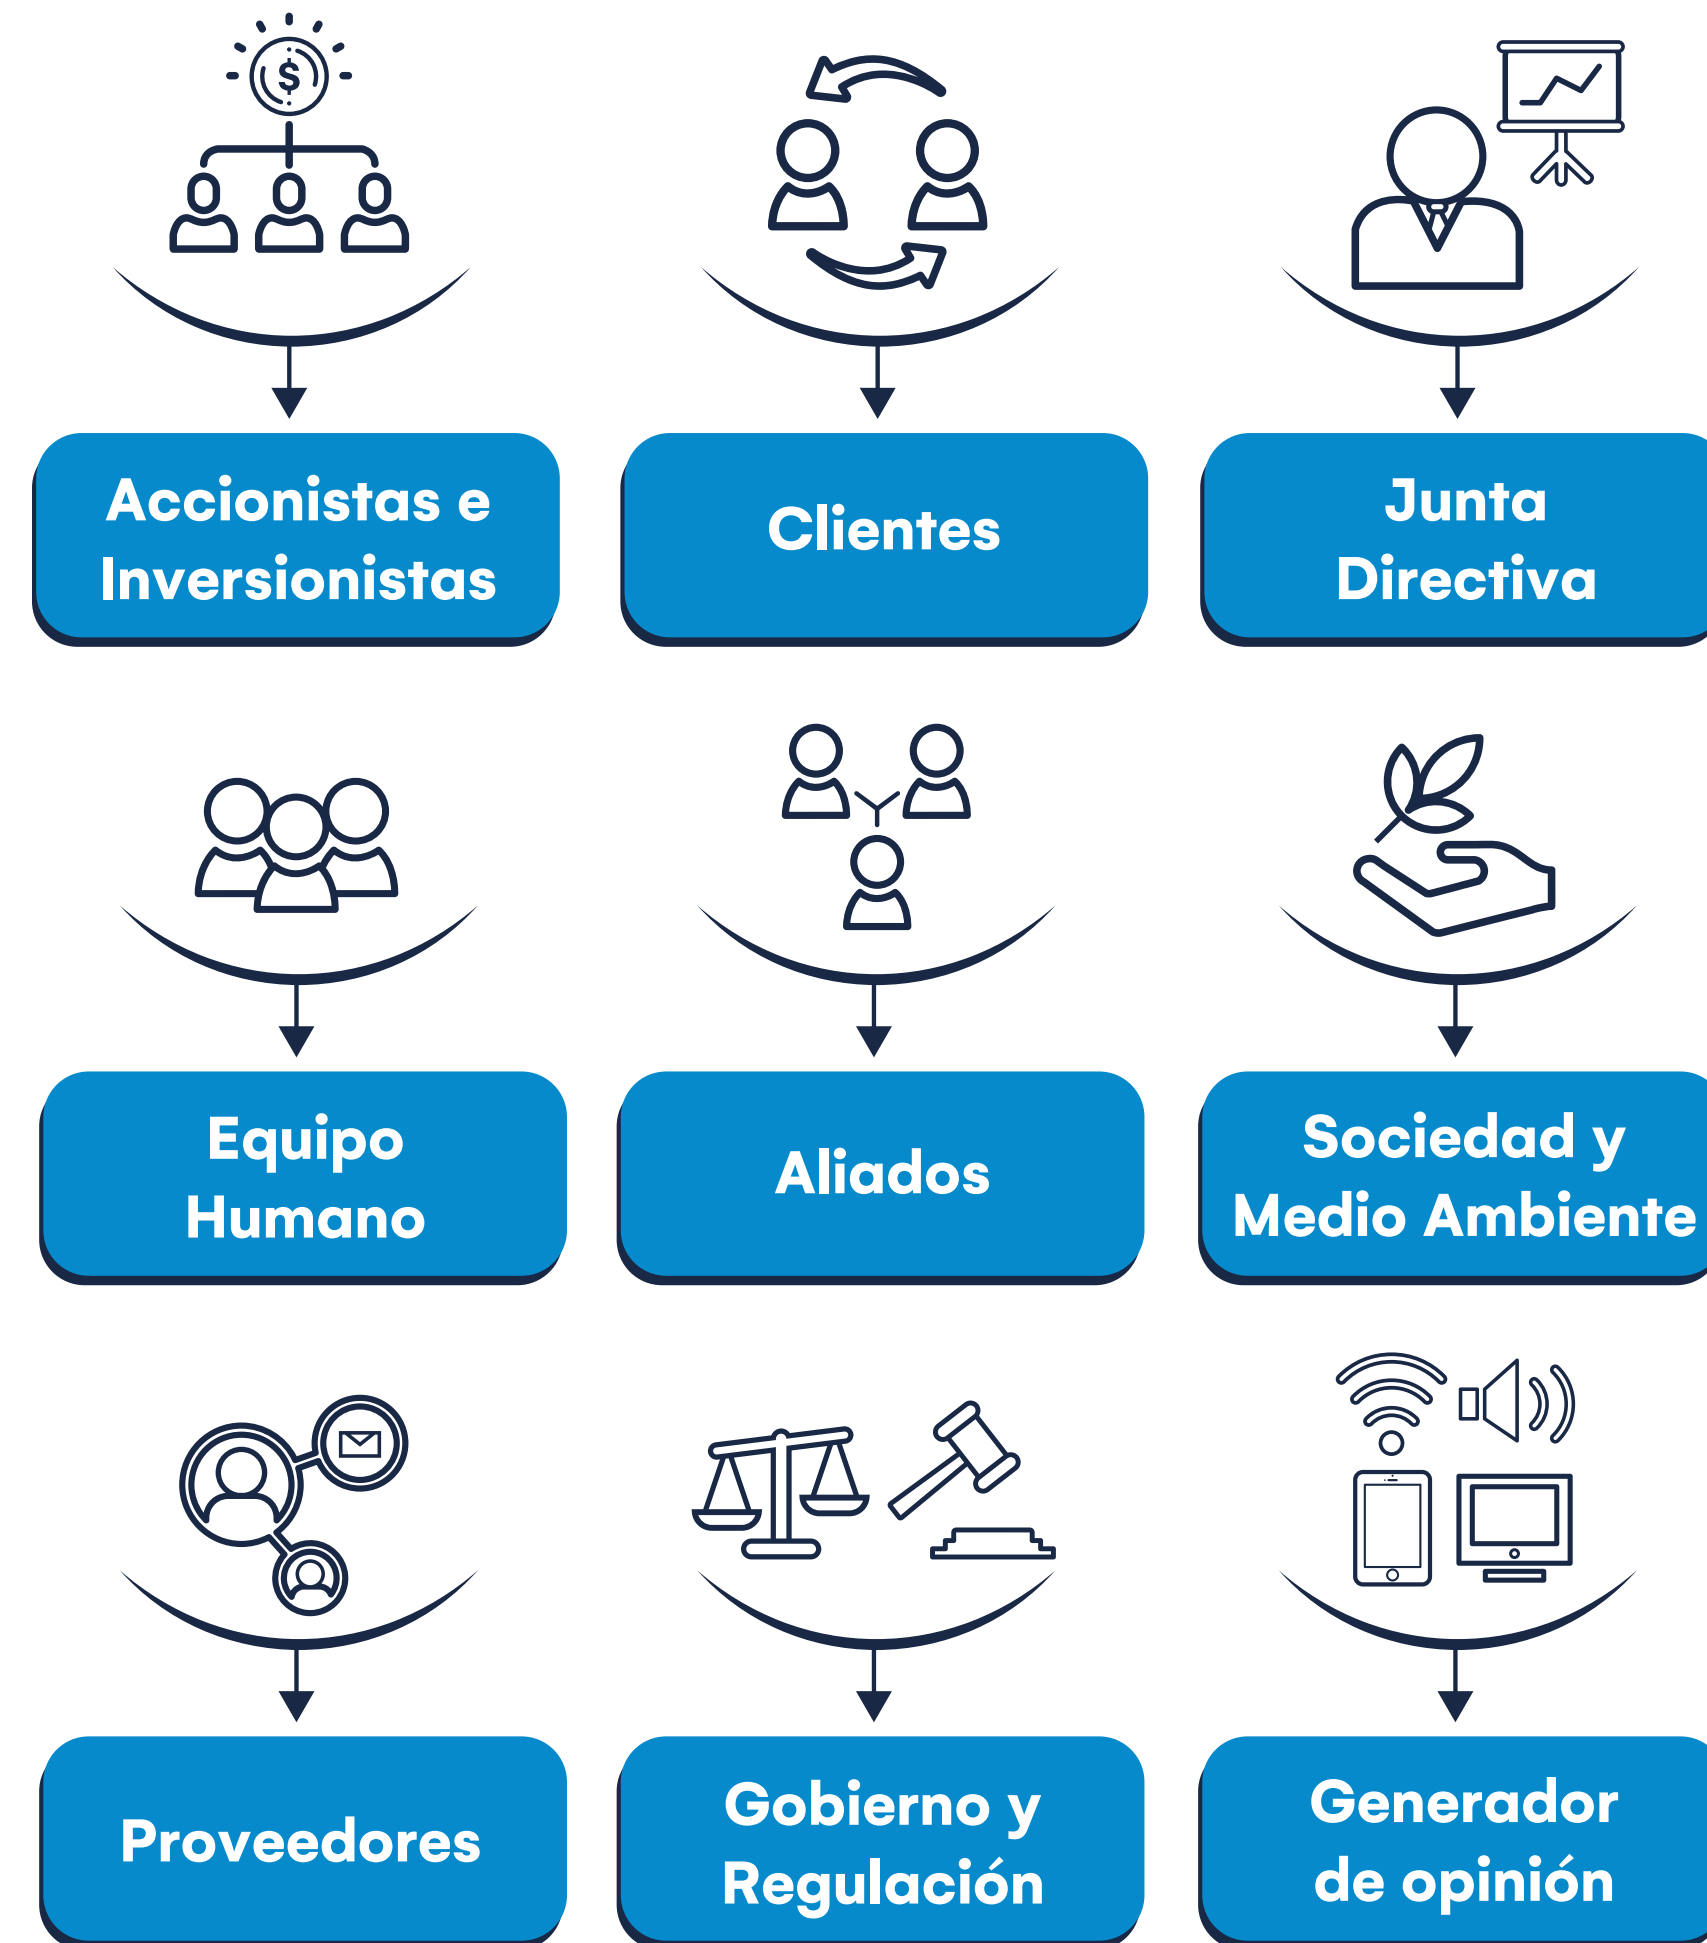 $
Accionistas e
Inversionistas
Clientes
Junta
Directiva
Equipo
Humano
Aliados
Sociedad y
Medio Ambiente
Proveedores
Gobierno y
Regulación
Generador
de opinión